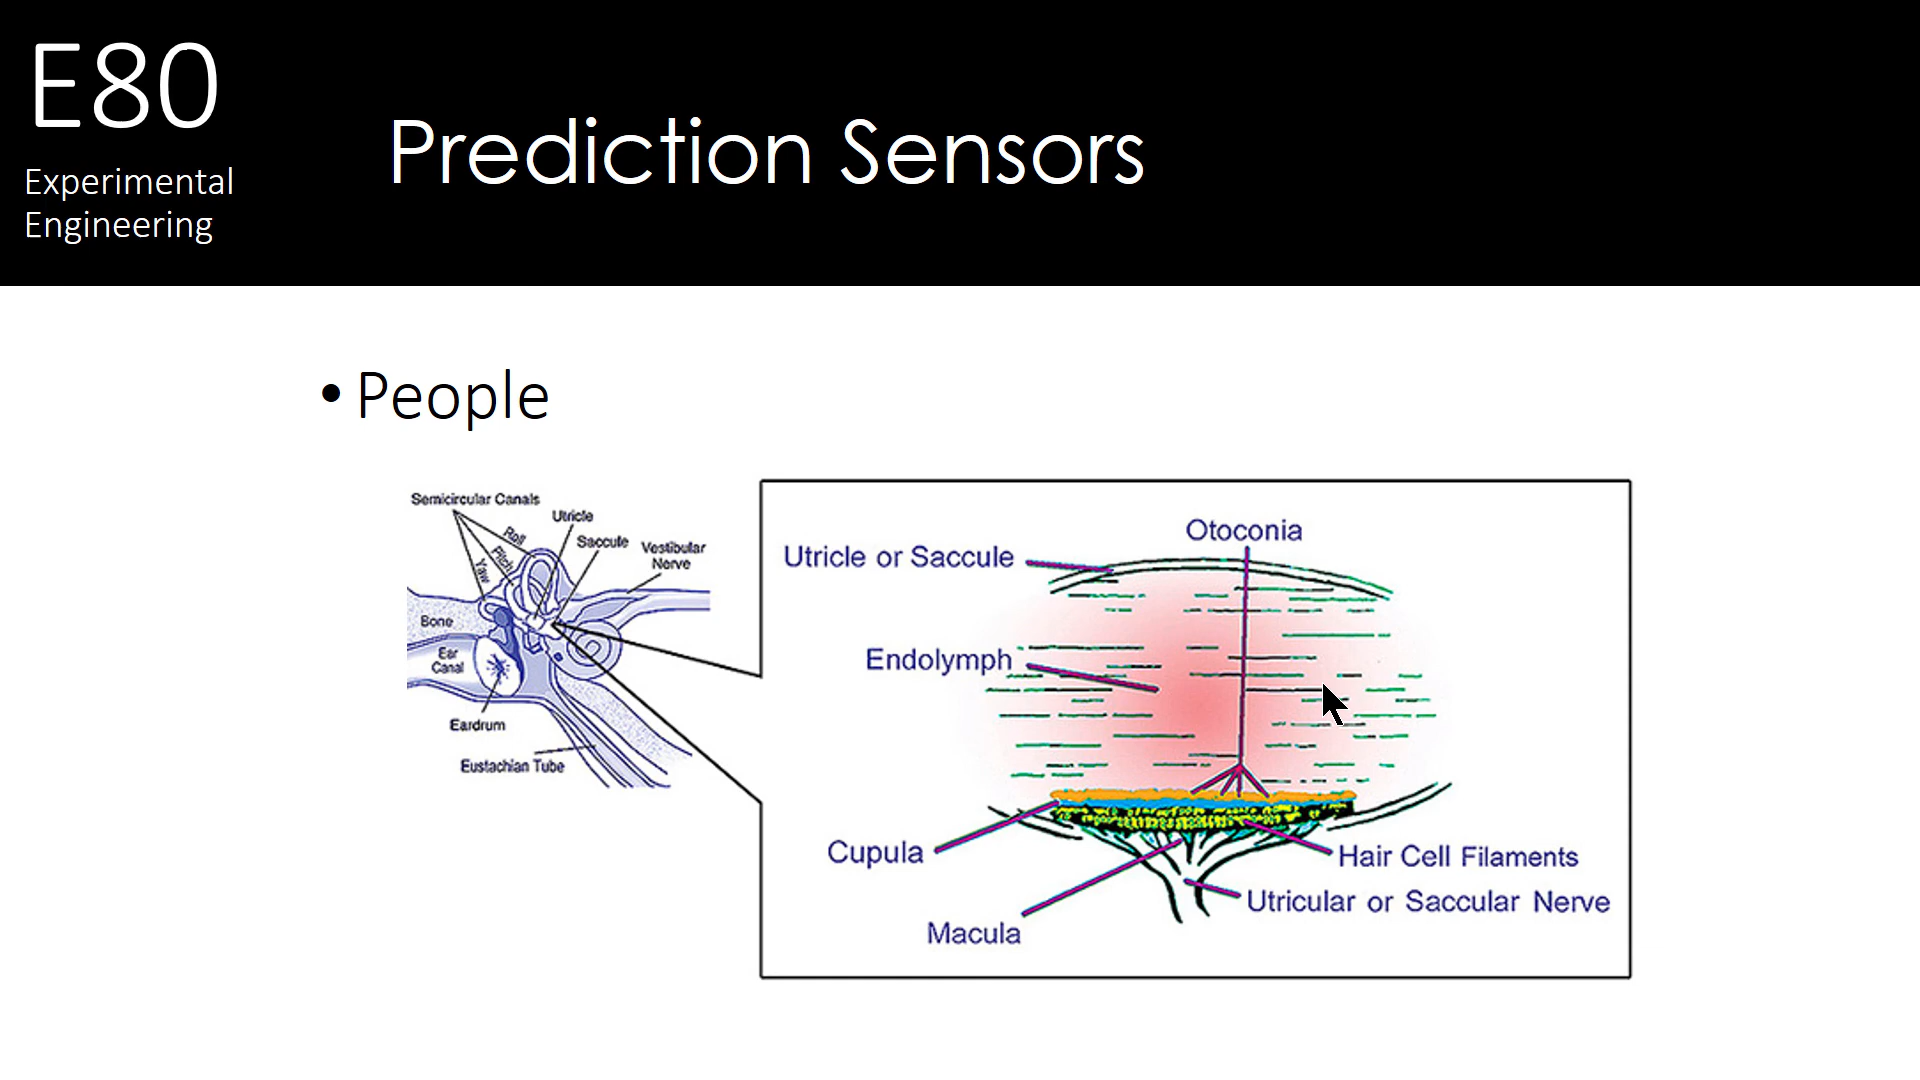 E80
Experimental
Engineering
Prediction Sensors
• People
Semicircular Canals
Utricle
Roll
Saccule
Pitch
Vestibular
Nerve
Yaw
Bone
Ear
Canal
Eardrum
Eustachian Tube
Otoconia
Utricle or Saccule
Endolymph
Cupula
Hair Cell Filaments
Utricular or Saccular Nerve
Macula